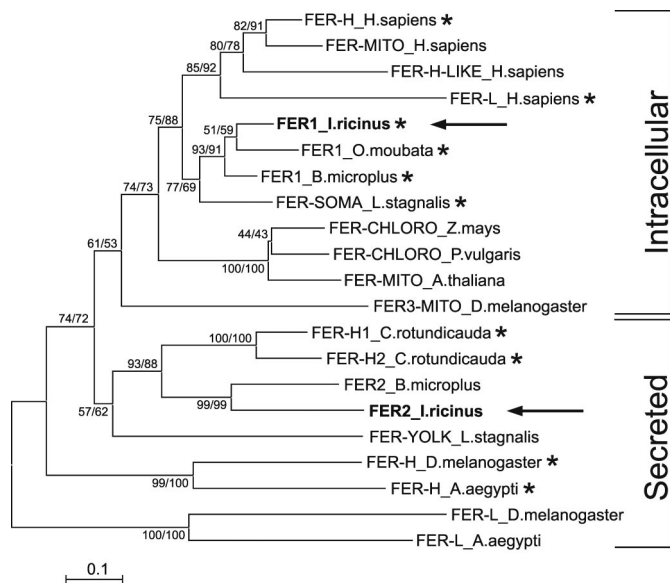 82/91
FER-H_H.sapiens *
80/78
FER-MITO_H.sapiens
85/92
FER-H-LIKE_H.sapiens
FER-L_H.sapiens *
75/88
51/59
FER1_I.ricinus *
93/91
FER1_O.moubata *
74/73
77/69
FER1_B.microplus *
FER-SOMA_L.stagnalis *
44/43
FER-CHLORO_Z.mays
61/53
FER-CHLORO_P.vulgaris
100/100
FER-MITO_A.thaliana
FER3-MITO_D.melanogaster
Intracellular
74/72
100/100
FER-H1_C.rotundicauda *
93/88
FER-H2_C.rotundicauda *
FER2_B.microplus
57/62
99/99
FER2_I.ricinus
FER-YOLK_L.stagnalis
FER-H_D.melanogaster *
99/100
FER-H_A.aegypti *
FER-L_D.melanogaster
100/100
FER-L_A.aegypti
Secreted
0.1